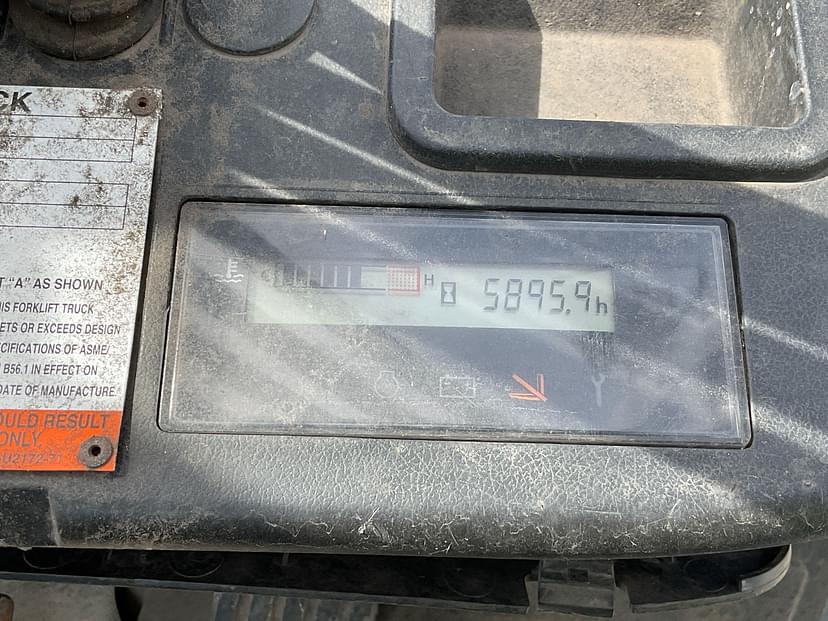 CK
T "A" AS SHOWN
HIS FORKLIFT TRUCK
ETS OR EXCEEDS DESIGN
CIFICATIONS OF ASME/
B56.1 IN EFFECT ON
DATE OF MANUFACTURE
OULD RESULT
ONLY.
H
5895.9h